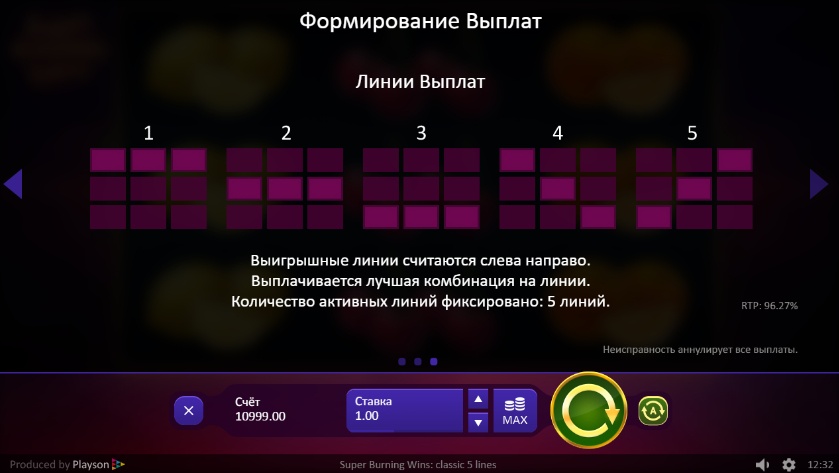 Формирование Выплат
Линии Выплат
1 2 3 4 5
Выигрышные линии считаются слева направо.
Выплачивается лучшая комбинация на линии.
Количество активных линий фиксировано: 5 линий.
RTP: 96.27%
Неисправность аннулирует все выплаты.
Счёт
10999.00
Ставка
1.00
MAX
A
Produced by Playson
Super Burning Wins: classic 5 lines
12:32